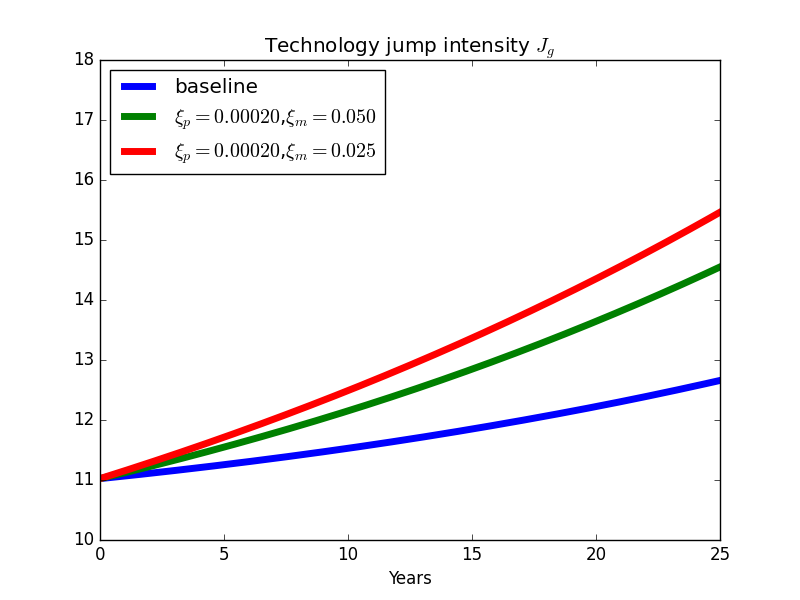 Technology jump intensity $J_g$
18
17
16
15
14
13
12
11
10
baseline
$\xi_p = 0.00020$,$\xi_m = 0.050$
$\xi_p = 0.00020$,$\xi_m = 0.025$
0 5 10 15 20 25
Years